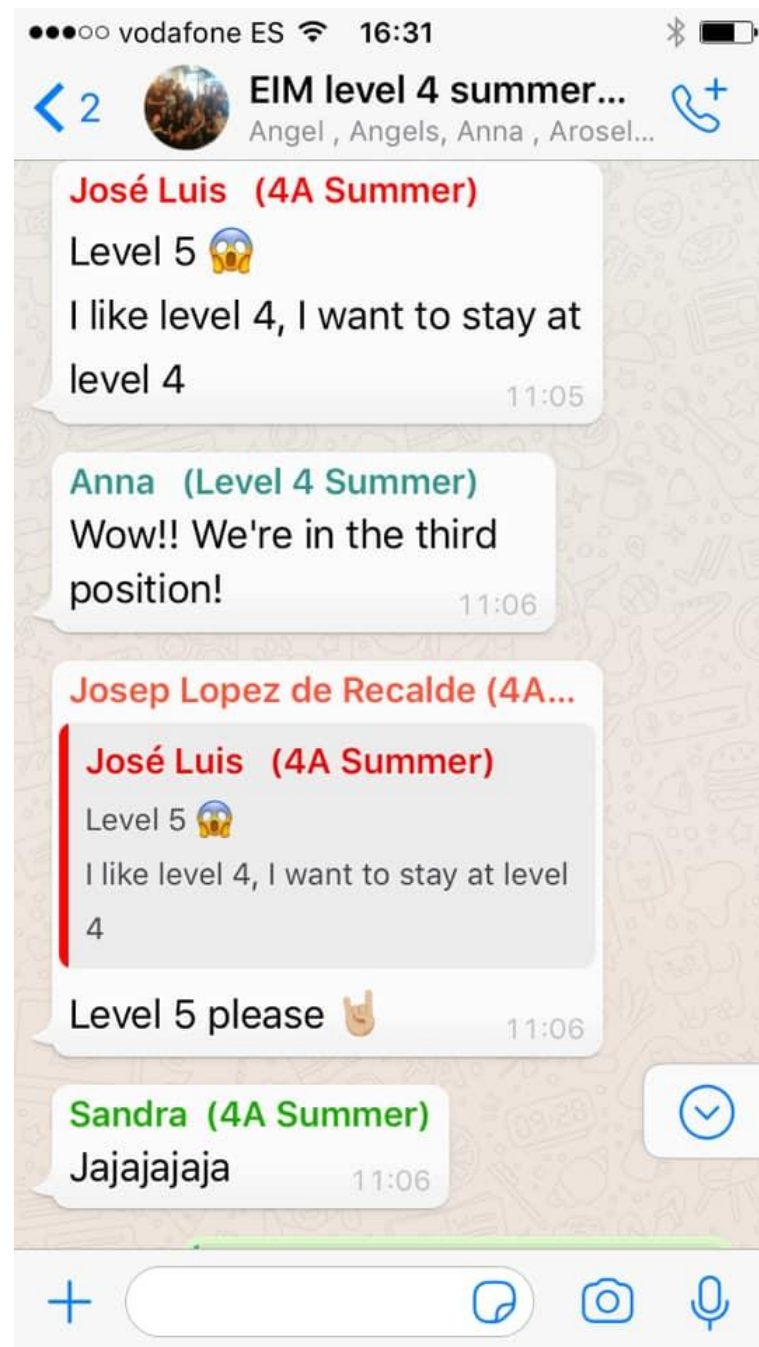 vodafone ES 16:31
2
EIM level 4 summer...
Angel , Angels, Anna , Arosel...
José Luis (4A Summer)
Level 5 😱
I like level 4, I want to stay at
level 4
11:05
Anna (Level 4 Summer)
Wow!! We're in the third
position!
11:06
Josep Lopez de Recalde (4A...
José Luis (4A Summer)
Level 5 😱
I like level 4, I want to stay at level
4
Level 5 please 🤘🏼
11:06
Sandra (4A Summer)
Jajajajaja
11:06